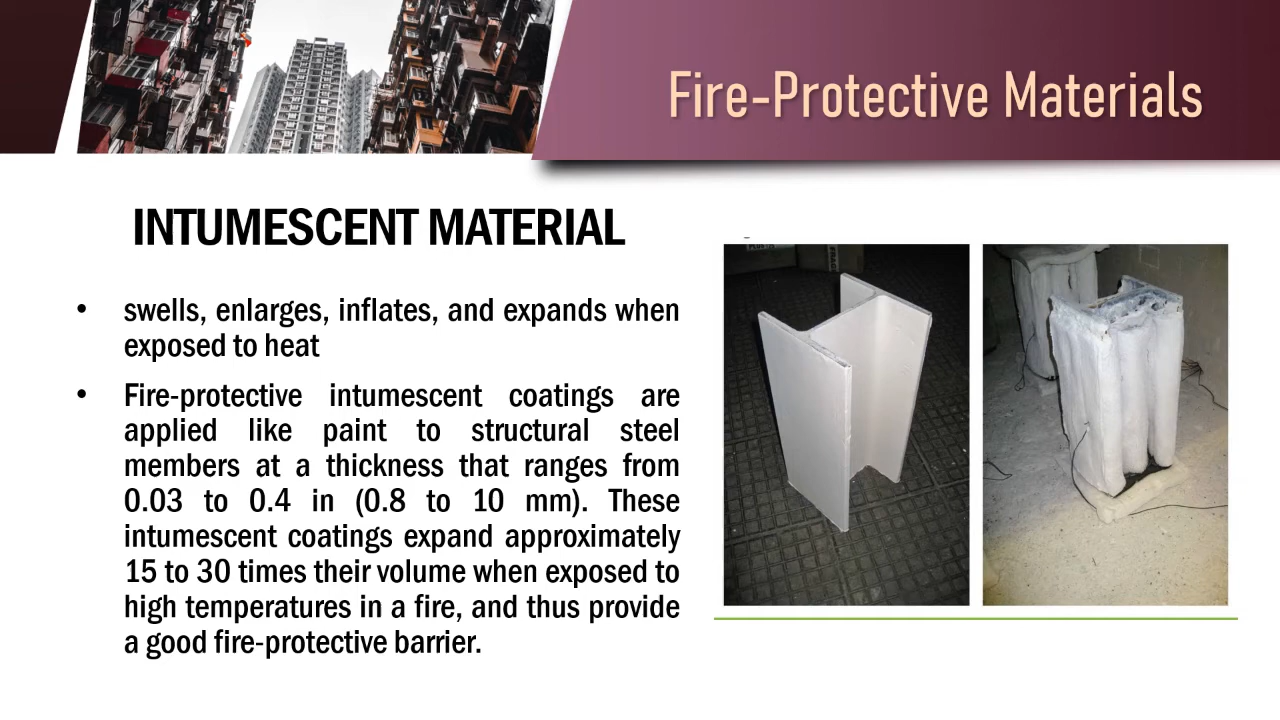 Fire-Protective Materials
INTUMESCENT MATERIAL
• swells, enlarges, inflates, and expands when
exposed to heat
• Fire-protective intumescent coatings are
applied like paint to structural steel
members at a thickness that ranges from
0.03 to 0.4 in (0.8 to 10 mm). These
intumescent coatings expand approximately
15 to 30 times their volume when exposed to
high temperatures in a fire, and thus provide
a good fire-protective barrier.